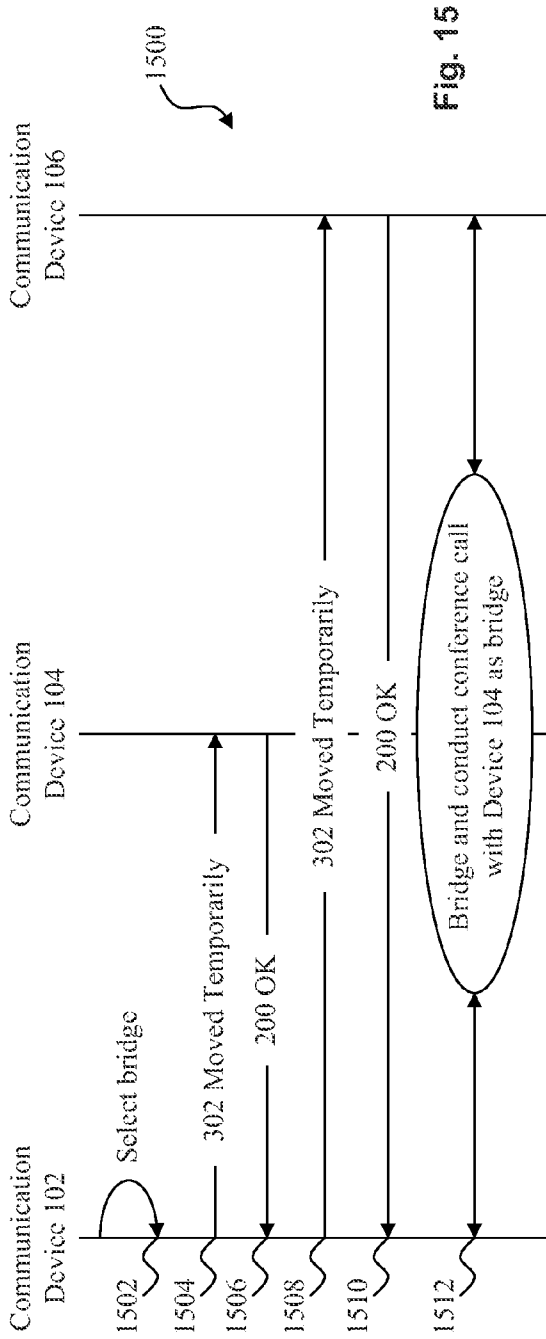 Communication
Device 102
Communication
Device 104
Communication
Device 106
1500
1502
Select bridge
1504
302 Moved Temporarily
1506
200 OK
1508
302 Moved Temporarily
1510
200 OK
1512
Bridge and conduct conference call
with Device 104 as bridge
Fig. 15